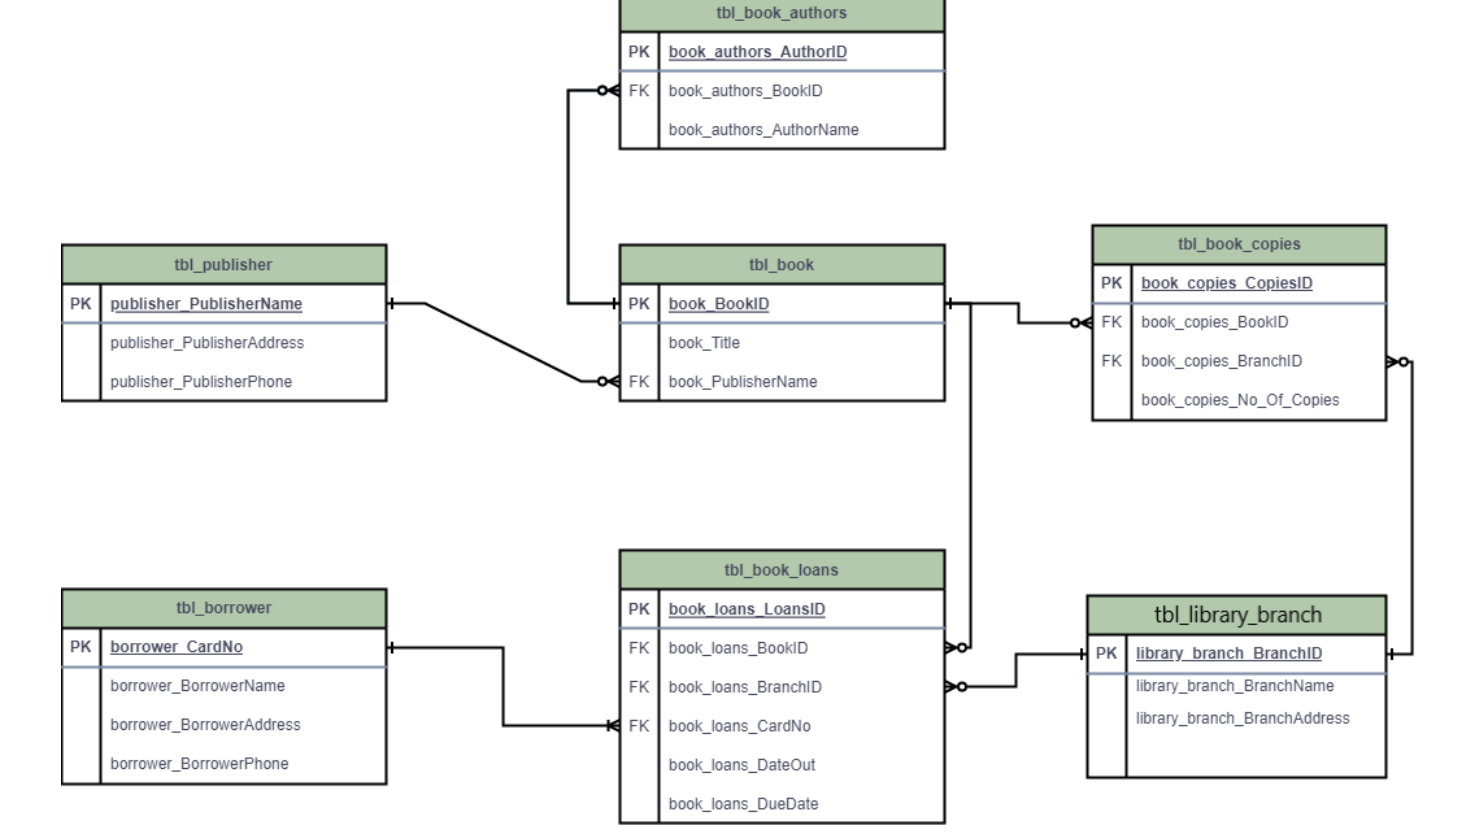 tbl_book_authors
PK book_authors_AuthorID
FK book_authors_BookID
book_authors_AuthorName
tbl_publisher
PK publisher_PublisherName
publisher_PublisherAddress
publisher_PublisherPhone
tbl_book
PK book_BookID
book_Title
FK book_PublisherName
tbl_book_copies
PK book_copies_CopiesID
FK book_copies_BookID
FK book_copies_BranchID
book_copies_No_Of_Copies
tbl_borrower
PK borrower_CardNo
borrower_BorrowerName
borrower_BorrowerAddress
borrower_BorrowerPhone
tbl_book_loans
PK book_loans_LoansID
FK book_loans_BookID
FK book_loans_BranchID
FK book_loans_CardNo
book_loans_DateOut
book_loans_DueDate
tbl_library_branch
PK library_branch_BranchID
library_branch_BranchName
library_branch_BranchAddress